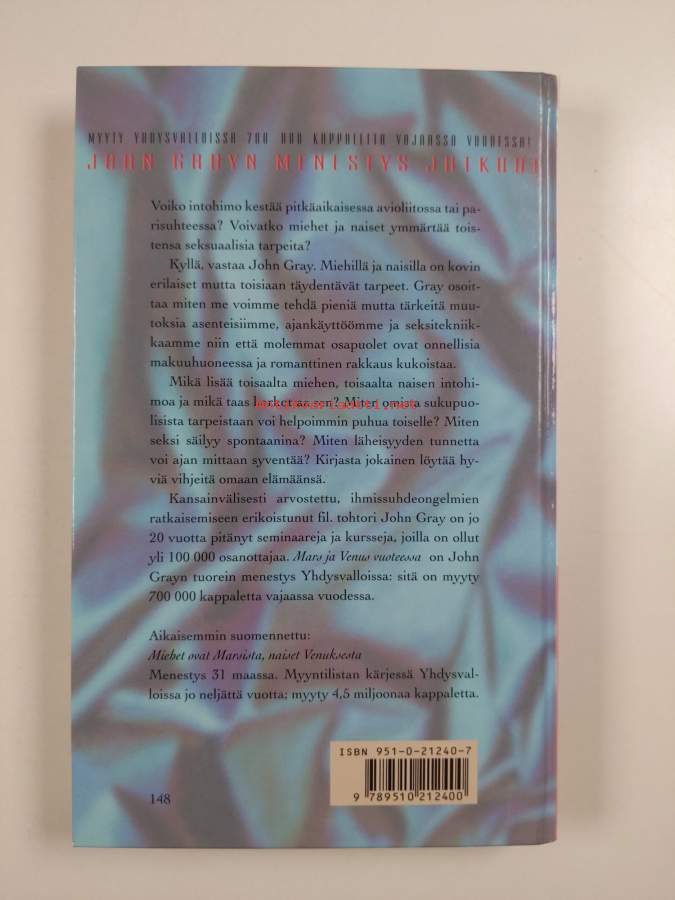 MYYTY YHDYSVALLOISSA 700 000 KAPPALETTA VAJAASSA VUODESSA!
JOHN GRAYN MENESTYS JATKUU!
Voiko intohimo kestää pitkäaikaisessa avioliitossa tai pa-
risuhteessa? Voivatko miehet ja naiset ymmärtää tois-
tensa seksuaalisia tarpeita?
Kyllä, vastaa John Gray. Miehillä ja naisilla on kovin
erilaiset mutta toisiaan täydentävät tarpeet. Gray osoit-
taa miten me voimme tehdä pieniä mutta tärkeitä muu-
toksia asenteisiimme, ajankäyttöömme ja seksitekniik-
kaamme niin että molemmat osapuolet ovat onnellisia
makuuhuoneessa ja romanttinen rakkaus kukoistaa.
Mikä lisää toisaalta miehen, toisaalta naisen intohi-
moa ja mikä taas karkottaa sen? Miten omista sukupuo-
lisista tarpeistaan voi helpoimmin puhua toiselle? Miten
seksi säilyy spontaanina? Miten läheisyyden tunnetta
voi ajan mittaan syventää? Kirjasta jokainen löytää hy-
viä vihjeitä omaan elämäänsä.
Kansainvälisesti arvostettu, ihmissuhdeongelmien
ratkaisemiseen erikoistunut fil. tohtori John Gray on jo
20 vuotta pitänyt seminaareja ja kursseja, joilla on ollut
yli 100 000 osanottajaa. Mars ja Venus vuoteessa on John
Grayn tuorein menestys Yhdysvalloissa: sitä on myyty
700 000 kappaletta vajaassa vuodessa.
Aikaisemmin suomennettu:
Miehet ovat Marsista, naiset Venuksesta
Menestys 31 maassa. Myyntilistan kärjessä Yhdysval-
loissa jo neljättä vuotta; myyty 4,5 miljoonaa kappaletta.
ISBN 951-0-21240-7
9 789510 212400
148